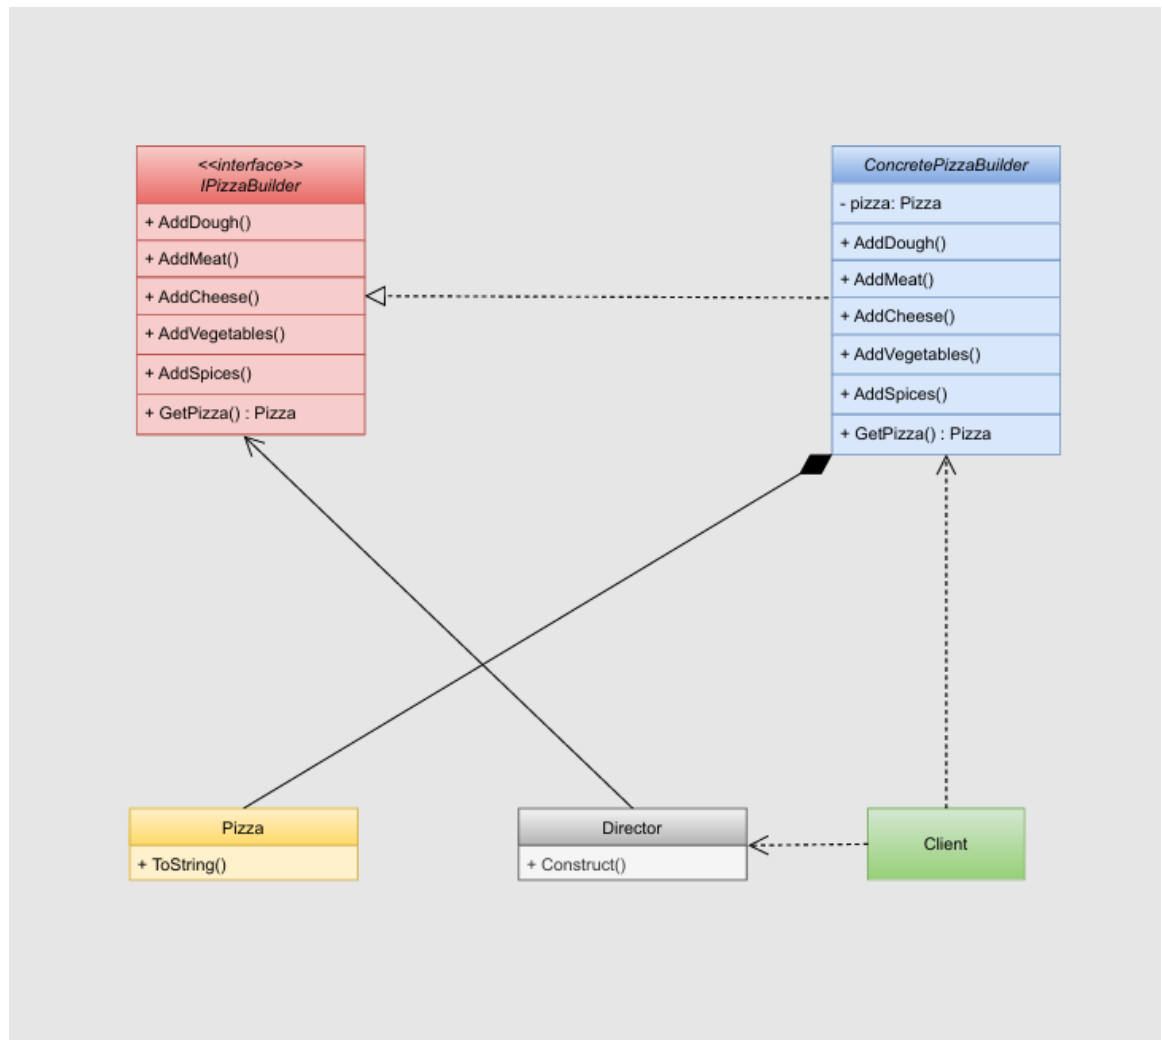 <<interface>>
IPizzaBuilder
+ AddDough()
+ AddMeat()
+ AddCheese()
+ AddVegetables()
+ AddSpices()
+ GetPizza() : Pizza
ConcretePizzaBuilder
- pizza: Pizza
+ AddDough()
+ AddMeat()
+ AddCheese()
+ AddVegetables()
+ AddSpices()
+ GetPizza() : Pizza
Pizza
+ ToString()
Director
+ Construct()
Client